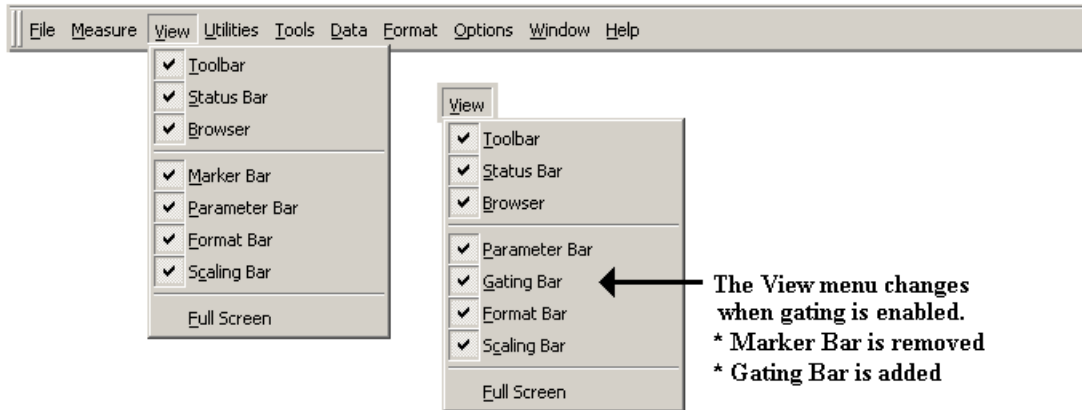 File Measure View Utilities Tools Data Format Options Window Help
Toolbar
Status Bar
Browser
Marker Bar
Parameter Bar
Format Bar
Scaling Bar
Full Screen
View
Toolbar
Status Bar
Browser
Parameter Bar
Gating Bar
Format Bar
Scaling Bar
Full Screen
The View menu changes
when gating is enabled.
* Marker Bar is removed
* Gating Bar is added